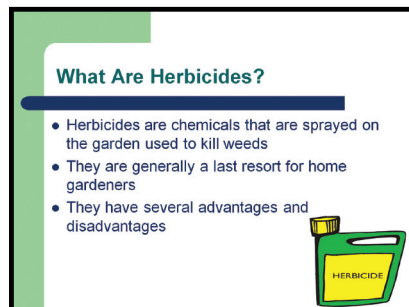 What Are Herbicides?
Herbicides are chemicals that are sprayed on
the garden used to kill weeds
They are generally a last resort for home
gardeners
They have several advantages and
disadvantages
HERBICIDE